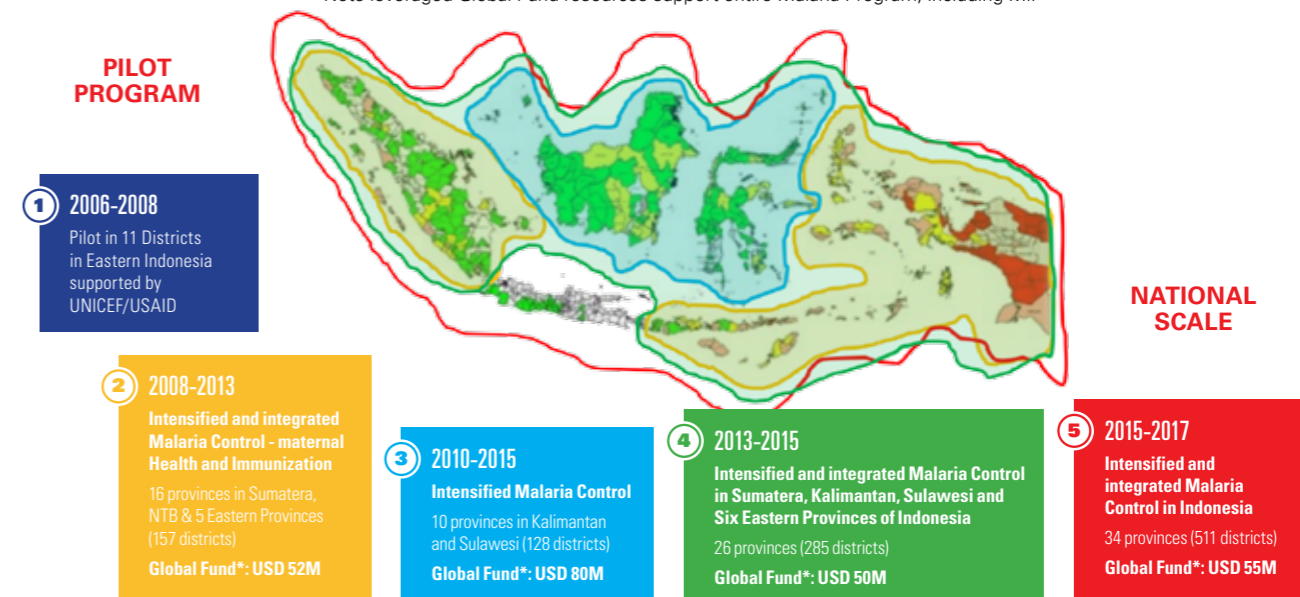 PILOT
PROGRAM
1
2006-2008
Pilot in 11 Districts
in Eastern Indonesia
supported by
UNICEF/USAID
NATIONAL
SCALE
2
2008-2013
Intensified and integrated
Malaria Control - maternal
Health and Immunization
16 provinces in Sumatera,
NTB & 5 Eastern Provinces
(157 districts)
Global Fund*: USD 52M
3
2010-2015
Intensified Malaria Control
10 provinces in Kalimantan
and Sulawesi (128 districts)
Global Fund*: USD 80M
4
2013-2015
Intensified and integrated Malaria Control
in Sumatera, Kalimantan, Sulawesi and
Six Eastern Provinces of Indonesia
26 provinces (285 districts)
Global Fund*: USD 50M
5
2015-2017
Intensified and
integrated Malaria
Control in Indonesia
34 provinces (511 districts)
Global Fund*: USD 55M